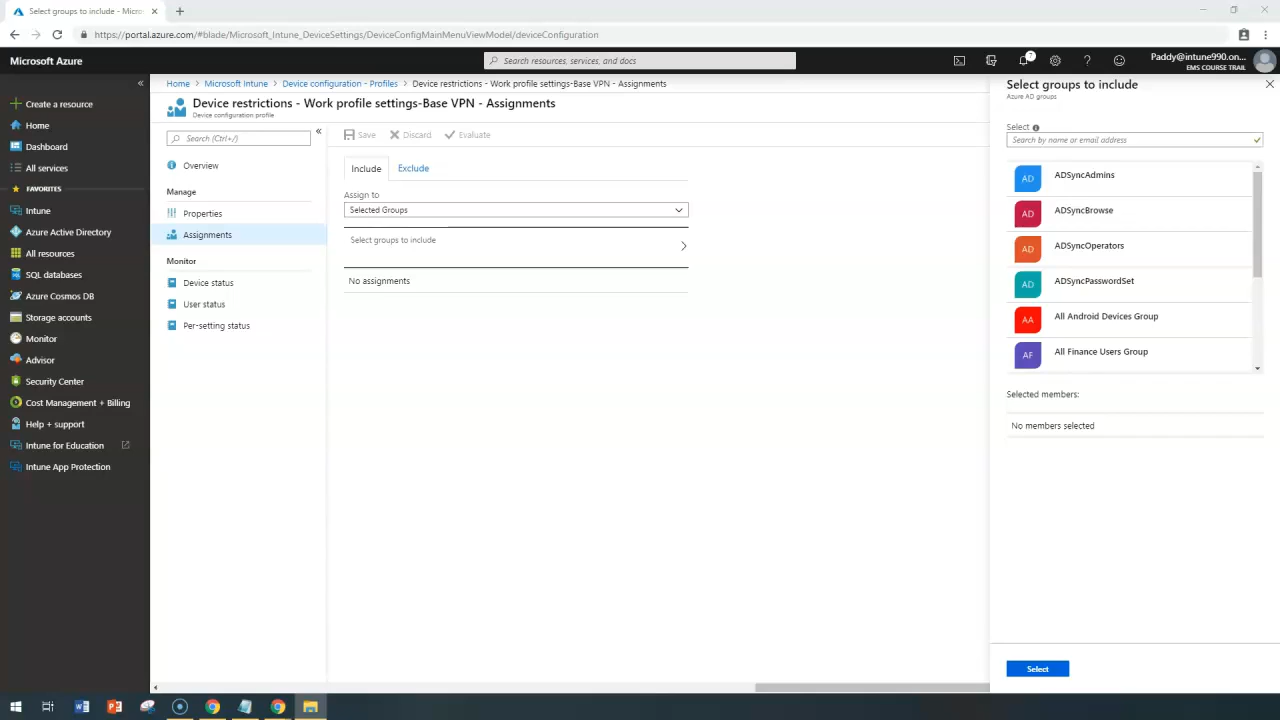 Select groups to include - Micros
https://portal.azure.com/#blade/Microsoft_Intune_DeviceSettings/DeviceConfigMainMenuViewModel/deviceConfiguration
Microsoft Azure
Search resources, services, and docs
?
Paddy@intune990.on...
EMS COURSE TRAIL
Create a resource
Home
Dashboard
All services
FAVORITES
Intune
Azure Active Directory
All resources
SQL databases
Azure Cosmos DB
Storage accounts
Monitor
Advisor
Security Center
Cost Management + Billing
Help + support
Intune for Education
Intune App Protection
Home > Microsoft Intune > Device configuration - Profiles > Device restrictions - Work profile settings-Base VPN - Assignments
Device restrictions - Work profile settings-Base VPN - Assignments
Device configuration profile
Search (Ctrl+/)
Overview
Manage
Properties
Assignments
Monitor
Device status
User status
Per-setting status
Save Discard Evaluate
Include Exclude
Assign to
Selected Groups
Select groups to include
No assignments
Select groups to include
Azure AD groups
Select
Search by name or email address
AD ADSyncAdmins
AD ADSyncBrowse
AD ADSyncOperators
AD ADSyncPasswordSet
AA All Android Devices Group
AF All Finance Users Group
Selected members:
No members selected
Select